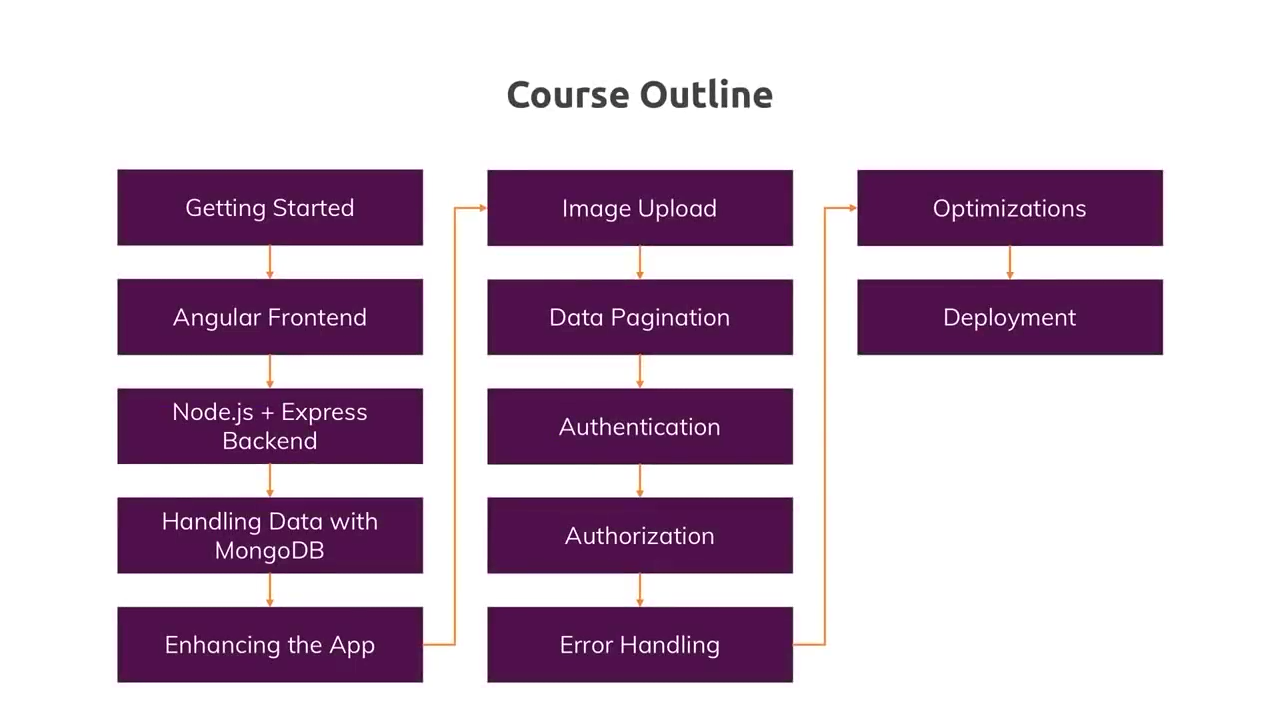 Course Outline
Getting Started
Angular Frontend
Node.js + Express
Backend
Handling Data with
MongoDB
Enhancing the App
Image Upload
Data Pagination
Authentication
Authorization
Error Handling
Optimizations
Deployment